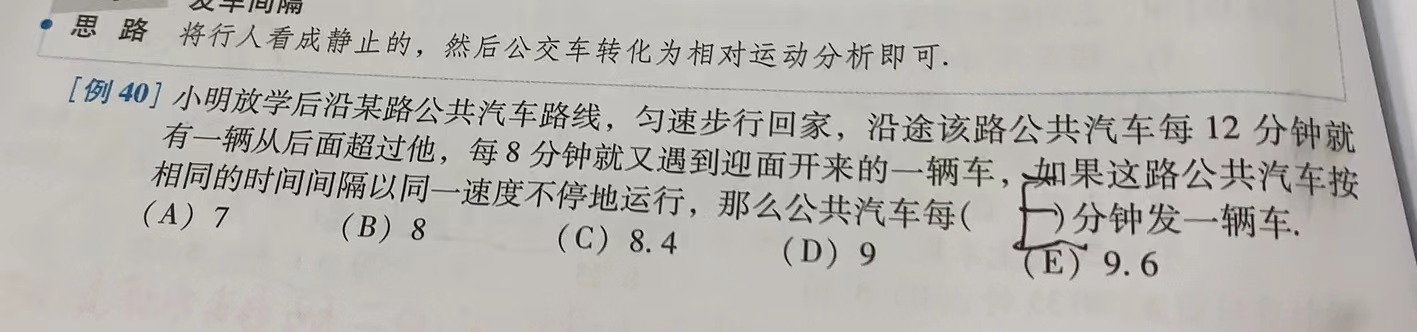 发车间隔
• 思 路 将行人看成静止的，然后公交车转化为相对运动分析即可.
[例40] 小明放学后沿某路公共汽车路线，匀速步行回家，沿途该路公共汽车每 12 分钟就
有一辆从后面超过他，每 8 分钟就又遇到迎面开来的一辆车，如果这路公共汽车按
相同的时间间隔以同一速度不停地运行，那么公共汽车每( E )分钟发一辆车.
(A) 7 (B) 8 (C) 8.4 (D) 9 (E) 9.6